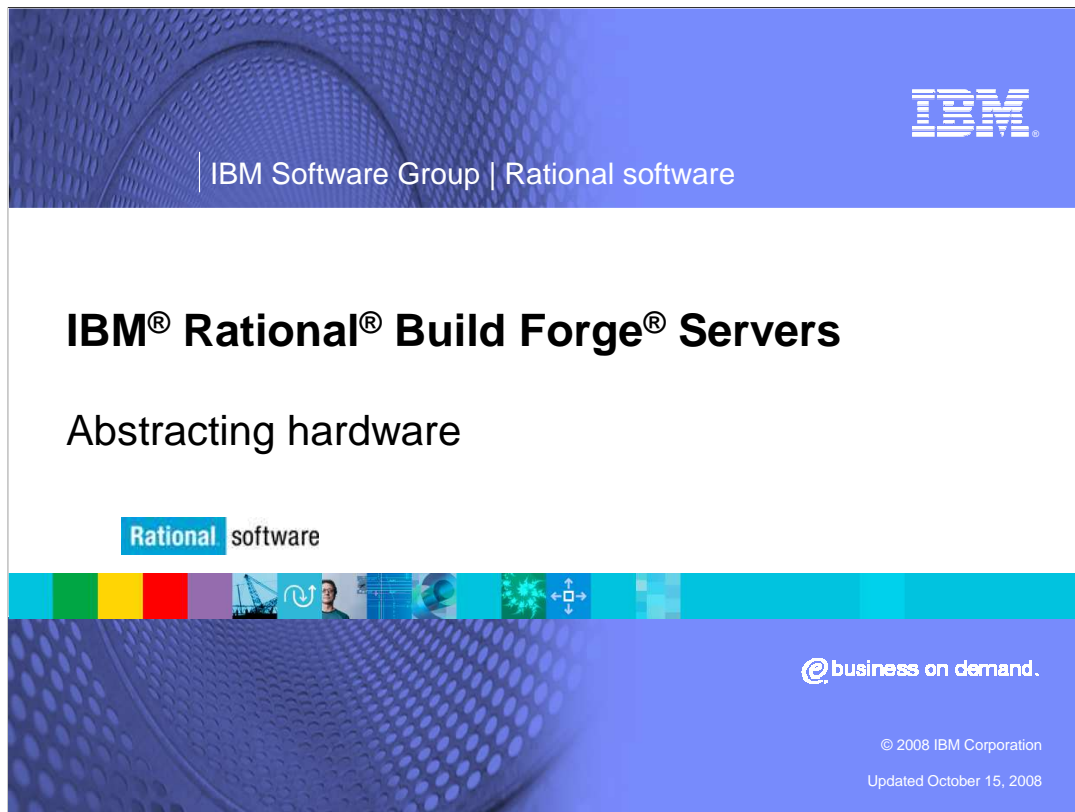 IBM®
IBM Software Group | Rational software
IBM® Rational® Build Forge® Servers
Abstracting hardware
Rational software
@business on demand.
© 2008 IBM Corporation
Updated October 15, 2008